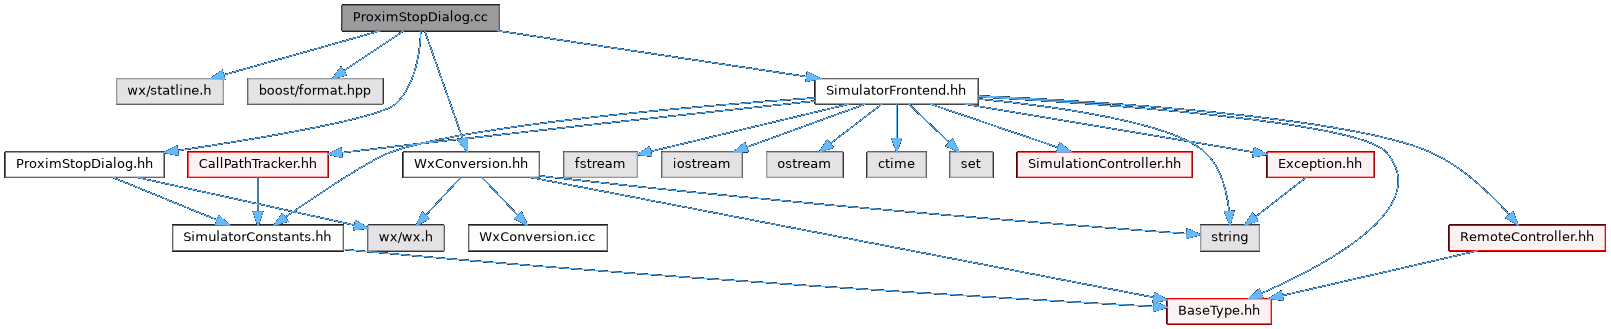 ProximStopDialog.cc
wx/statline.h
boost/format.hpp
SimulatorFrontend.hh
ProximStopDialog.hh
CallPathTracker.hh
WxConversion.hh
fstream
iostream
ostream
ctime
set
SimulationController.hh
Exception.hh
SimulatorConstants.hh
wx/wx.h
WxConversion.icc
string
RemoteController.hh
BaseType.hh